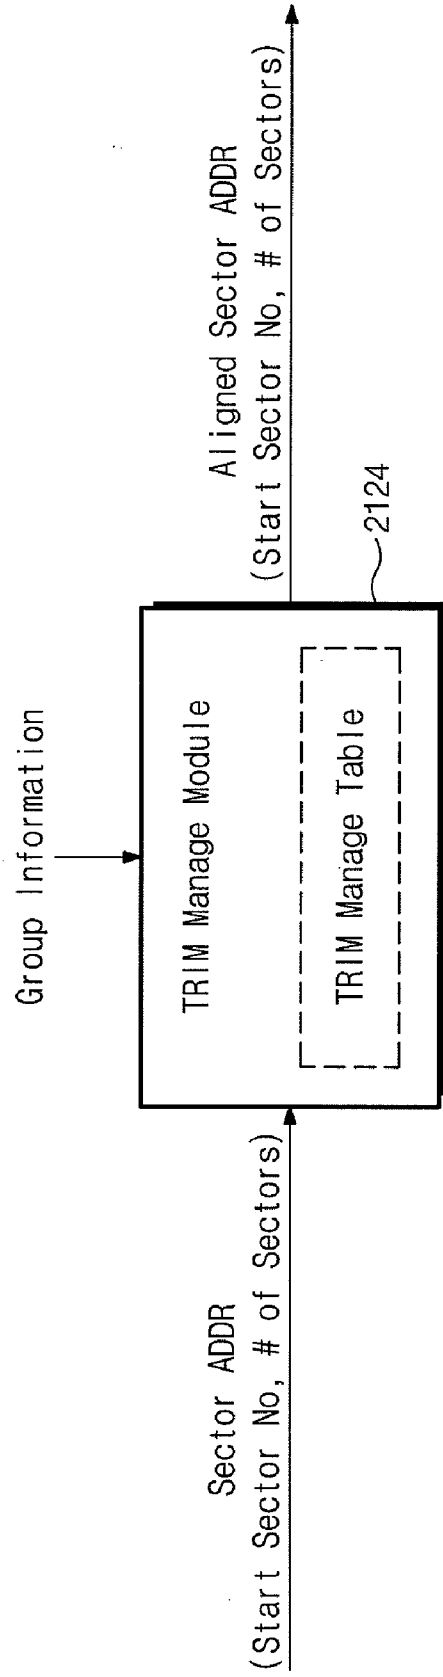 Group Information
Sector ADDR
(Start Sector No, # of Sectors)
TRIM Manage Module
TRIM Manage Table
Aligned Sector ADDR
(Start Sector No, # of Sectors)
2124